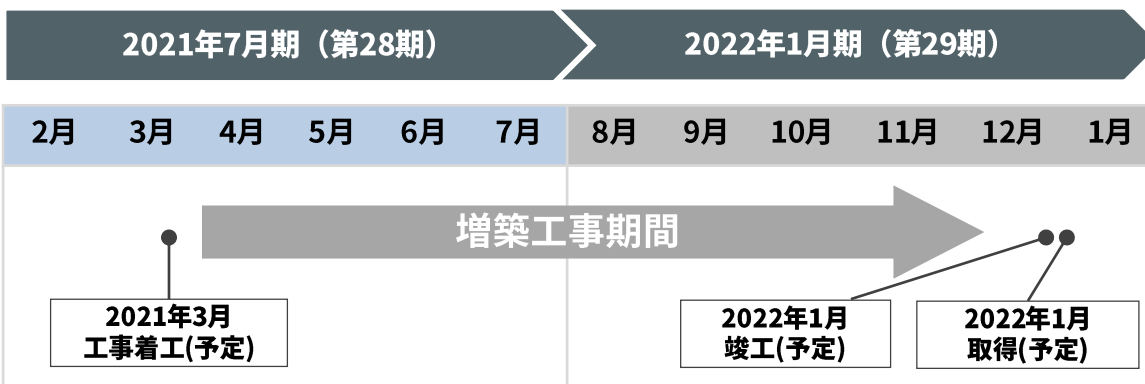 2021年7月期（第28期）
2022年1月期（第29期）
2月 3月 4月 5月 6月 7月 8月 9月 10月 11月 12月 1月
増築工事期間
2021年3月
工事着工(予定)
2022年1月
竣工(予定)
2022年1月
取得(予定)